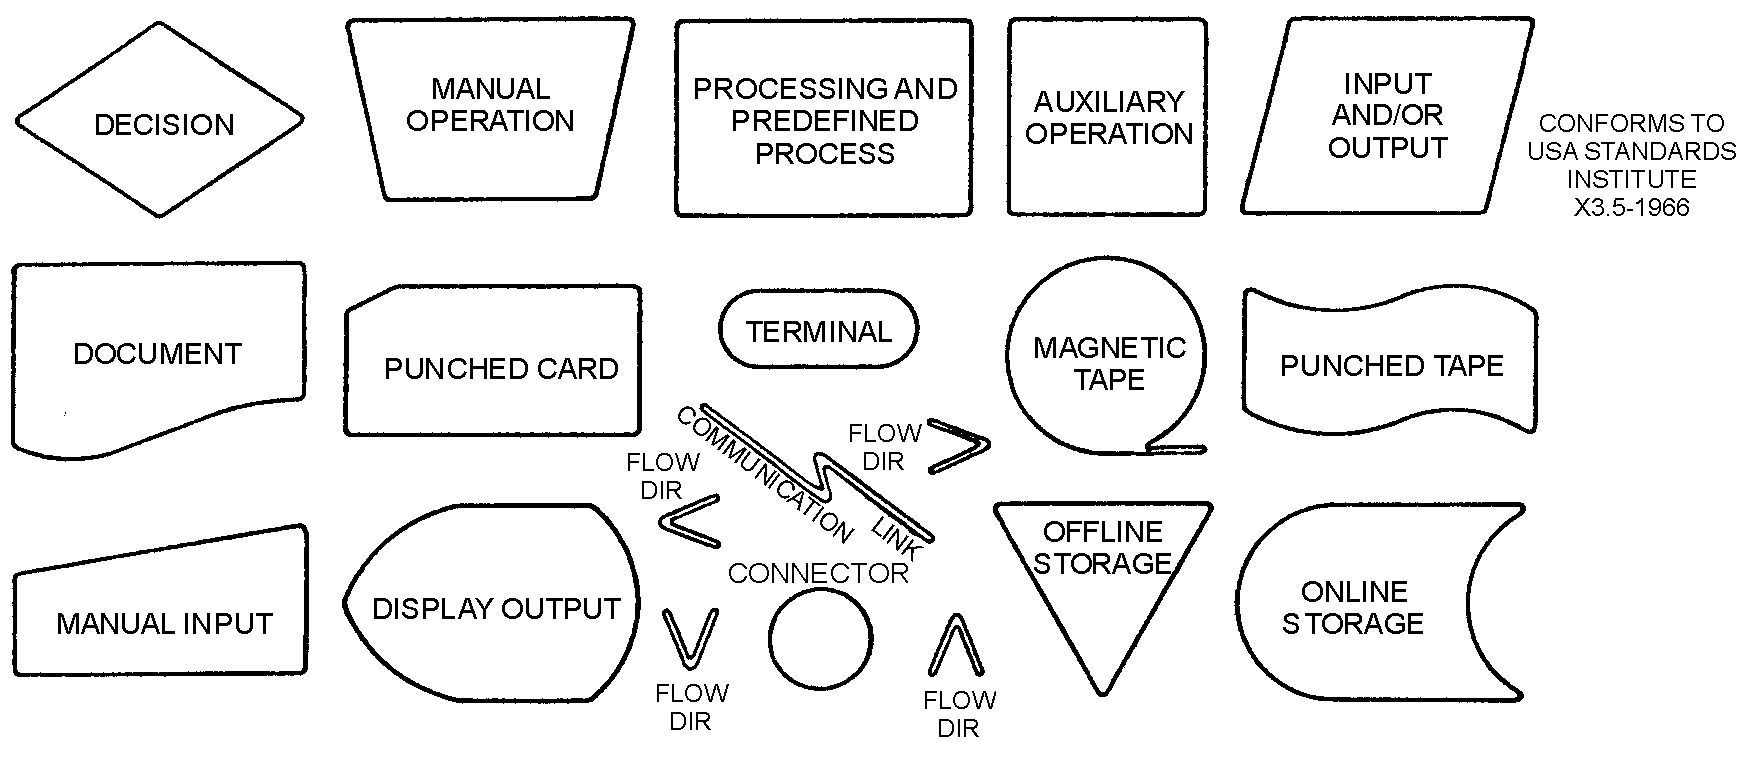 DECISION
MANUAL
OPERATION
PROCESSING AND
PREDEFINED
PROCESS
AUXILIARY
OPERATION
INPUT
AND/OR
OUTPUT
CONFORMS TO
USA STANDARDS
INSTITUTE
X3.5-1966
DOCUMENT
PUNCHED CARD
TERMINAL
MAGNETIC
TAPE
PUNCHED TAPE
COMMUNICATION LINK
FLOW
DIR
FLOW
DIR
MANUAL INPUT
DISPLAY OUTPUT
CONNECTOR
FLOW
DIR
FLOW
DIR
OFFLINE
STORAGE
ONLINE
STORAGE